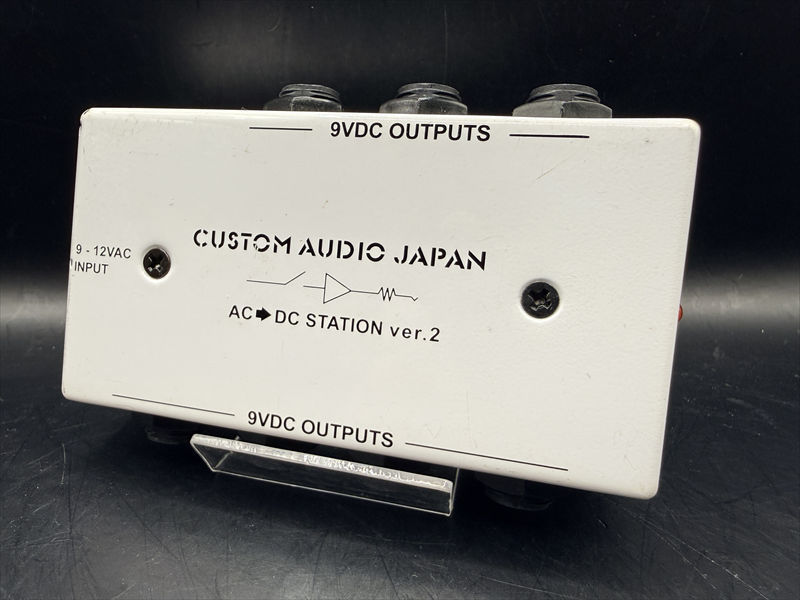 9VDC OUTPUTS
9 - 12VAC
INPUT
CUSTOM AUDIO JAPAN
AC➡DC STATION ver.2
9VDC OUTPUTS